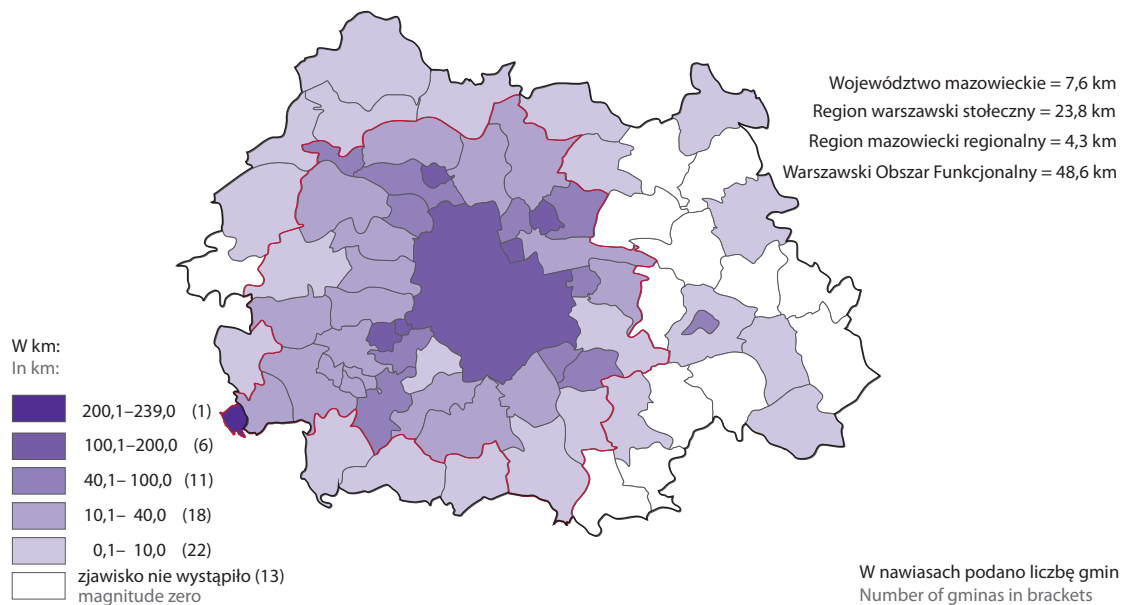 Województwo mazowieckie = 7,6 km
Region warszawski stołeczny = 23,8 km
Region mazowiecki regionalny = 4,3 km
Warszawski Obszar Funkcjonalny = 48,6 km
W km:
In km:
200,1–239,0 (1)
100,1–200,0 (6)
40,1– 100,0 (11)
10,1– 40,0 (18)
0,1– 10,0 (22)
zjawisko nie wystąpiło (13)
magnitude zero
W nawiasach podano liczbę gmin
Number of gminas in brackets